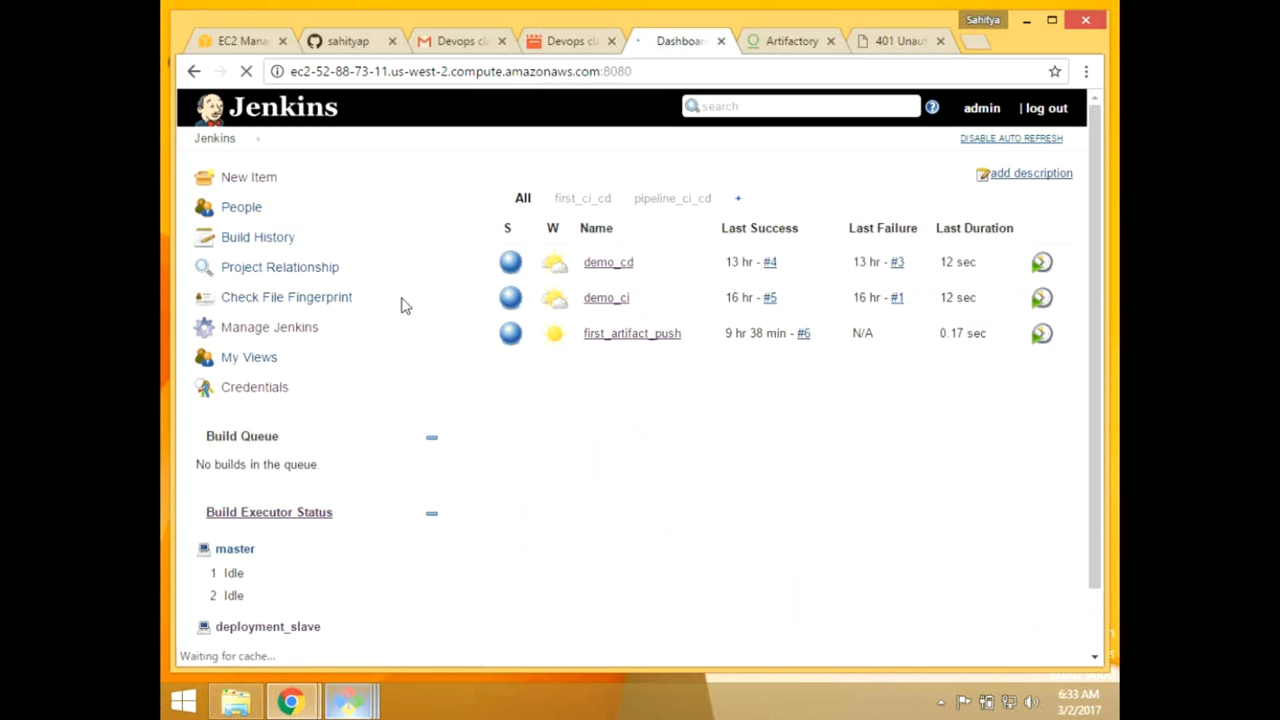 Sahitya
EC2 Mana
sahityap
Devops cl
Devops cl
Dashboar
Artifactory
401 Unau
ec2-52-88-73-11.us-west-2.compute.amazonaws.com:8080
Jenkins
search
admin
| log out
Jenkins
DISABLE AUTO REFRESH
New Item
People
Build History
Project Relationship
Check File Fingerprint
Manage Jenkins
My Views
Credentials
add description
All first_ci_cd pipeline_ci_cd +
S W Name Last Success Last Failure Last Duration
demo_cd 13 hr - #4 13 hr - #3 12 sec
demo_ci 16 hr - #5 16 hr - #1 12 sec
first_artifact_push 9 hr 38 min - #6 N/A 0.17 sec
Build Queue
No builds in the queue.
Build Executor Status
master
1 Idle
2 Idle
deployment_slave
Waiting for cache...
6:33 AM
3/2/2017